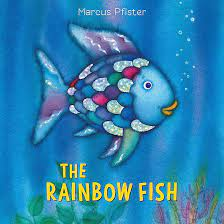 Marcus Pfister
THE
RAINBOW FISH